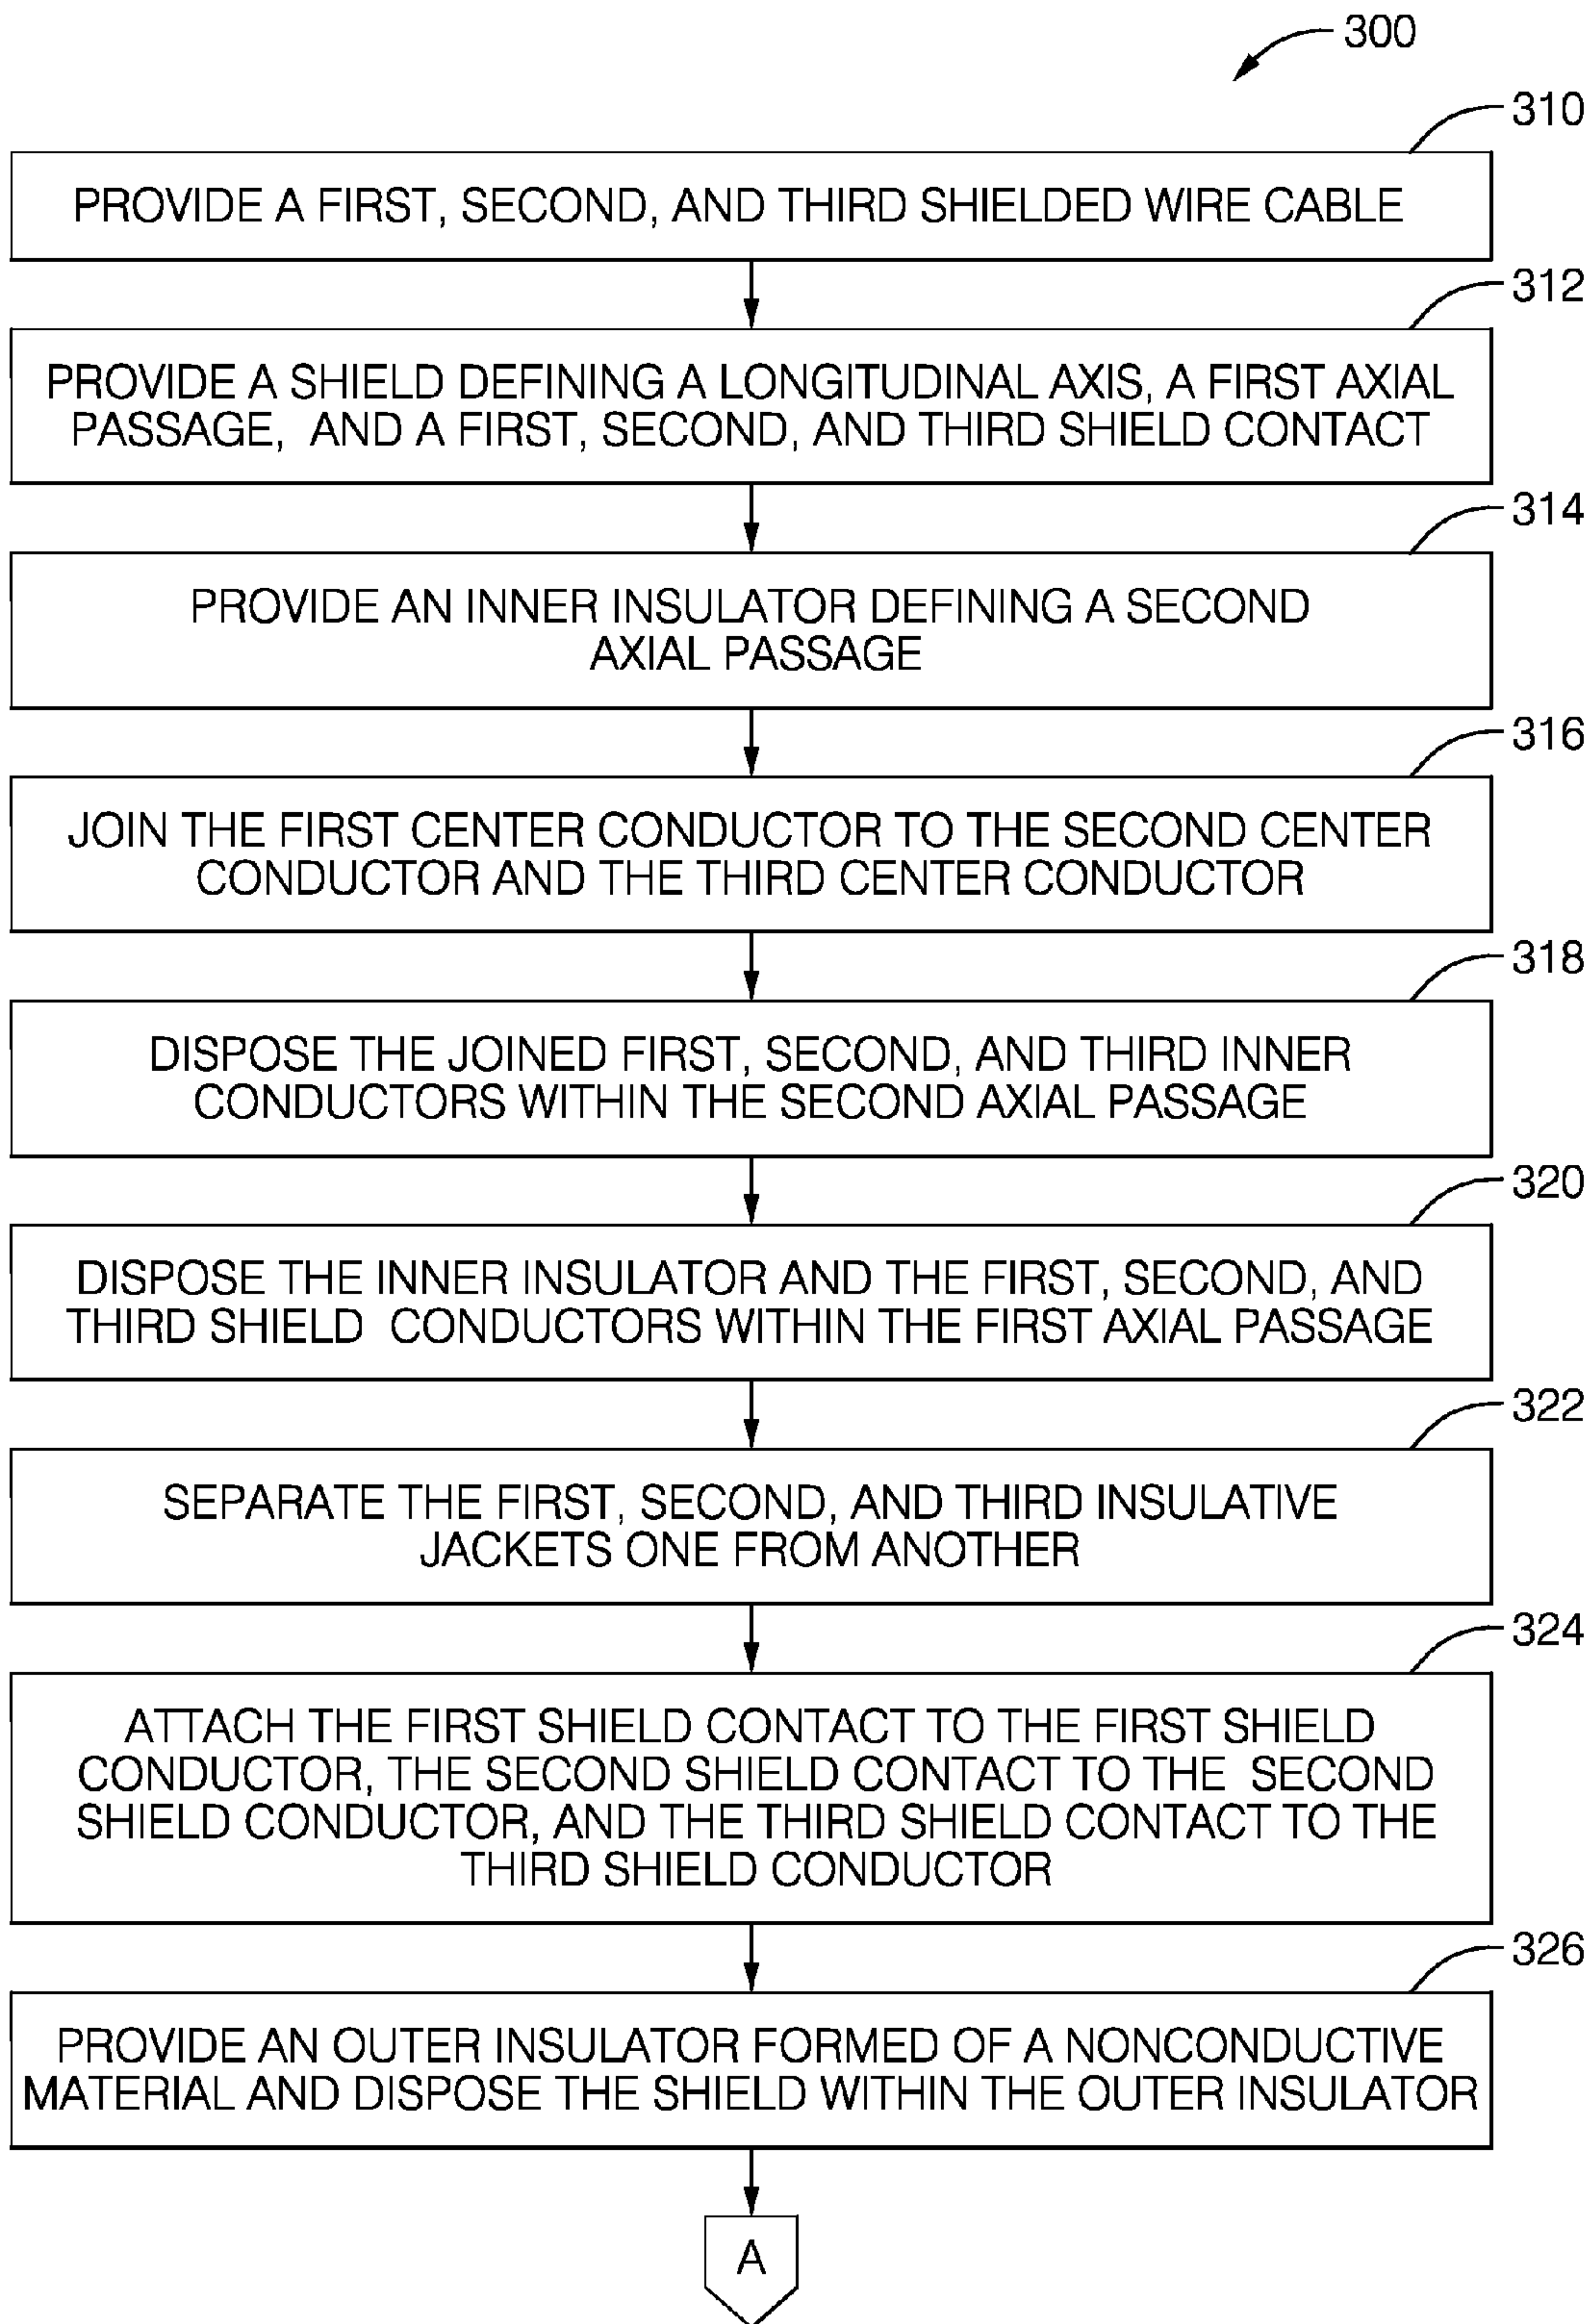 300
310
PROVIDE A FIRST, SECOND, AND THIRD SHIELDED WIRE CABLE
312
PROVIDE A SHIELD DEFINING A LONGITUDINAL AXIS, A FIRST AXIAL
PASSAGE, AND A FIRST, SECOND, AND THIRD SHIELD CONTACT
314
PROVIDE AN INNER INSULATOR DEFINING A SECOND
AXIAL PASSAGE
316
JOIN THE FIRST CENTER CONDUCTOR TO THE SECOND CENTER
CONDUCTOR AND THE THIRD CENTER CONDUCTOR
318
DISPOSE THE JOINED FIRST, SECOND, AND THIRD INNER
CONDUCTORS WITHIN THE SECOND AXIAL PASSAGE
320
DISPOSE THE INNER INSULATOR AND THE FIRST, SECOND, AND
THIRD SHIELD CONDUCTORS WITHIN THE FIRST AXIAL PASSAGE
322
SEPARATE THE FIRST, SECOND, AND THIRD INSULATIVE
JACKETS ONE FROM ANOTHER
324
ATTACH THE FIRST SHIELD CONTACT TO THE FIRST SHIELD
CONDUCTOR, THE SECOND SHIELD CONTACT TO THE SECOND
SHIELD CONDUCTOR, AND THE THIRD SHIELD CONTACT TO THE
THIRD SHIELD CONDUCTOR
326
PROVIDE AN OUTER INSULATOR FORMED OF A NONCONDUCTIVE
MATERIAL AND DISPOSE THE SHIELD WITHIN THE OUTER INSULATOR
A